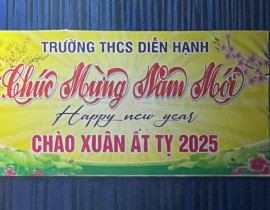 TRƯỜNG THCS DIỄN HẠNH
Chúc Mừng Năm Mới
Happy new year
CHÀO XUÂN ẤT TỴ 2025